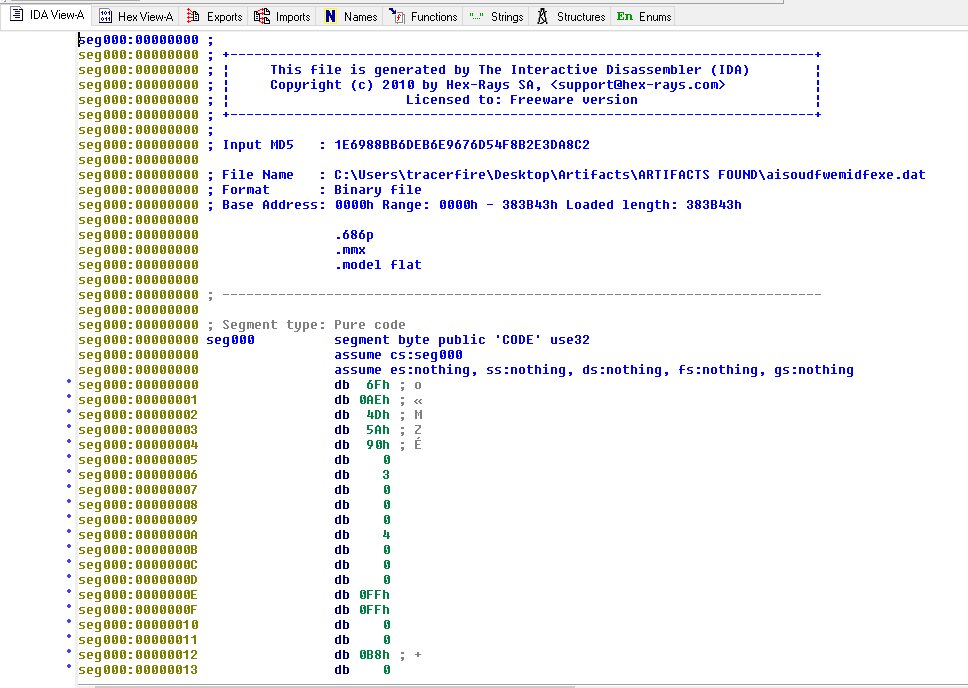 IDA View-A Hex View-A Exports Imports N Names Functions "..." Strings Structures En Enums
seg000:00000000 ;
seg000:00000000 ; +-------------------------------------------------------------------------+
seg000:00000000 ; ¦ This file is generated by The Interactive Disassembler (IDA) ¦
seg000:00000000 ; ¦ Copyright (c) 2010 by Hex-Rays SA, <support@hex-rays.com> ¦
seg000:00000000 ; ¦ Licensed to: Freeware version ¦
seg000:00000000 ; +-------------------------------------------------------------------------+
seg000:00000000 ;
seg000:00000000 ; Input MD5 : 1E6988BB6DEB6E9676D54F8B2E3DA8C2
seg000:00000000
seg000:00000000 ; File Name : C:\Users\tracerfire\Desktop\Artifacts\ARTIFACTS FOUND\aisoudfwemidfexe.dat
seg000:00000000 ; Format : Binary file
seg000:00000000 ; Base Address: 0000h Range: 0000h - 383B43h Loaded length: 383B43h
seg000:00000000
seg000:00000000 .686p
seg000:00000000 .mmx
seg000:00000000 .model flat
seg000:00000000
seg000:00000000 ; ---------------------------------------------------------------------------
seg000:00000000
seg000:00000000 ; Segment type: Pure code
seg000:00000000 seg000 segment byte public 'CODE' use32
seg000:00000000 assume cs:seg000
seg000:00000000 assume es:nothing, ss:nothing, ds:nothing, fs:nothing, gs:nothing
seg000:00000000 db 6Fh ; o
seg000:00000001 db 0AEh ; «
seg000:00000002 db 4Dh ; M
seg000:00000003 db 5Ah ; Z
seg000:00000004 db 90h ; É
seg000:00000005 db 0
seg000:00000006 db 3
seg000:00000007 db 0
seg000:00000008 db 0
seg000:00000009 db 0
seg000:0000000A db 4
seg000:0000000B db 0
seg000:0000000C db 0
seg000:0000000D db 0
seg000:0000000E db 0FFh
seg000:0000000F db 0FFh
seg000:00000010 db 0
seg000:00000011 db 0
seg000:00000012 db 0B8h ; +
seg000:00000013 db 0